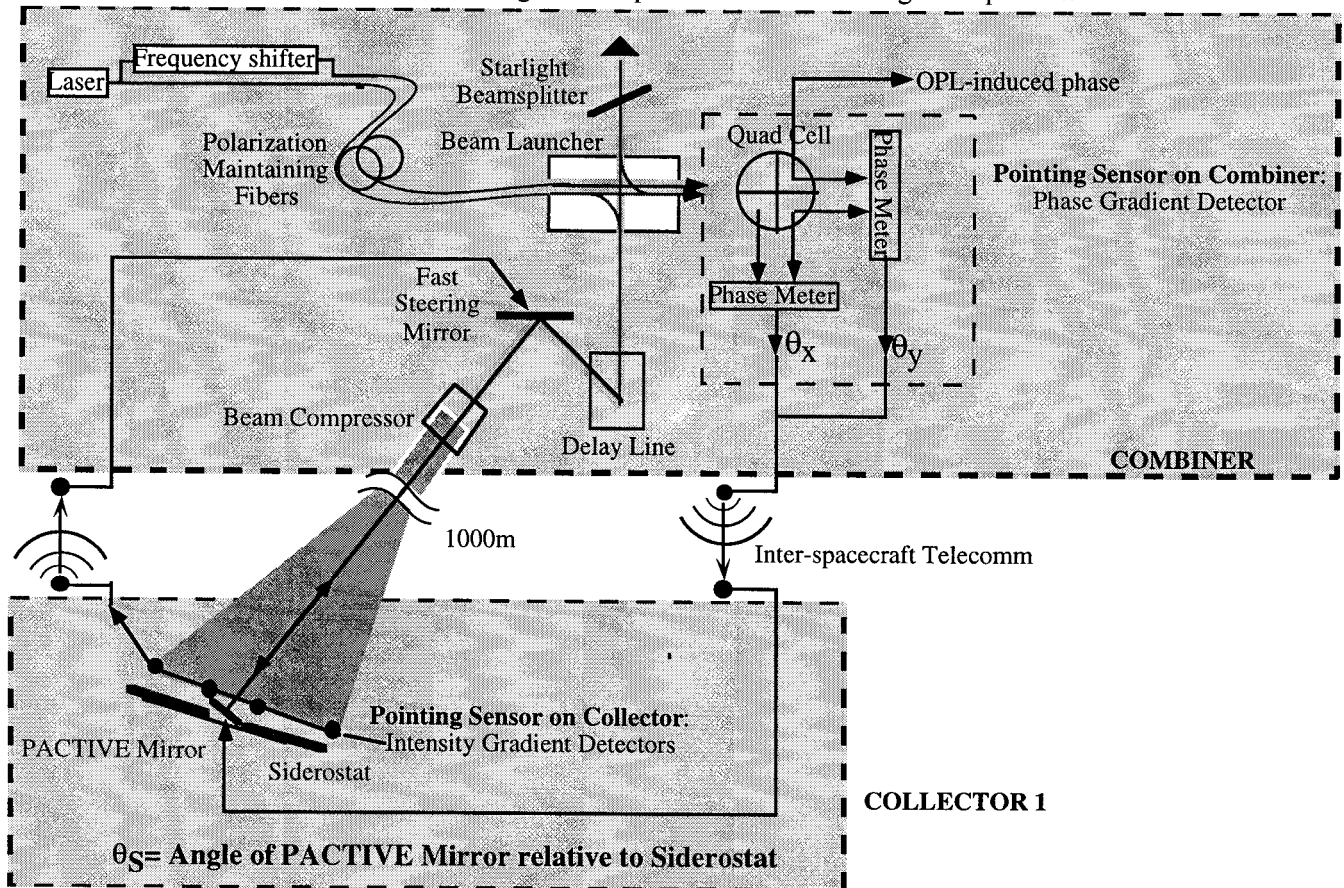 Frequency shifter
Laser
Starlight
Beamsplitter
OPL-induced phase
Polarization
Maintaining
Fibers
Beam Launcher
Quad Cell
Phase Meter
Pointing Sensor on Combiner:
Phase Gradient Detector
Fast
Steering
Mirror
Phase Meter
θx
θy
Beam Compressor
Delay Line
COMBINER
1000m
Inter-spacecraft Telecomm
Pointing Sensor on Collector:
Intensity Gradient Detectors
PACTIVE Mirror
Siderostat
COLLECTOR 1
θS= Angle of PACTIVE Mirror relative to Siderostat